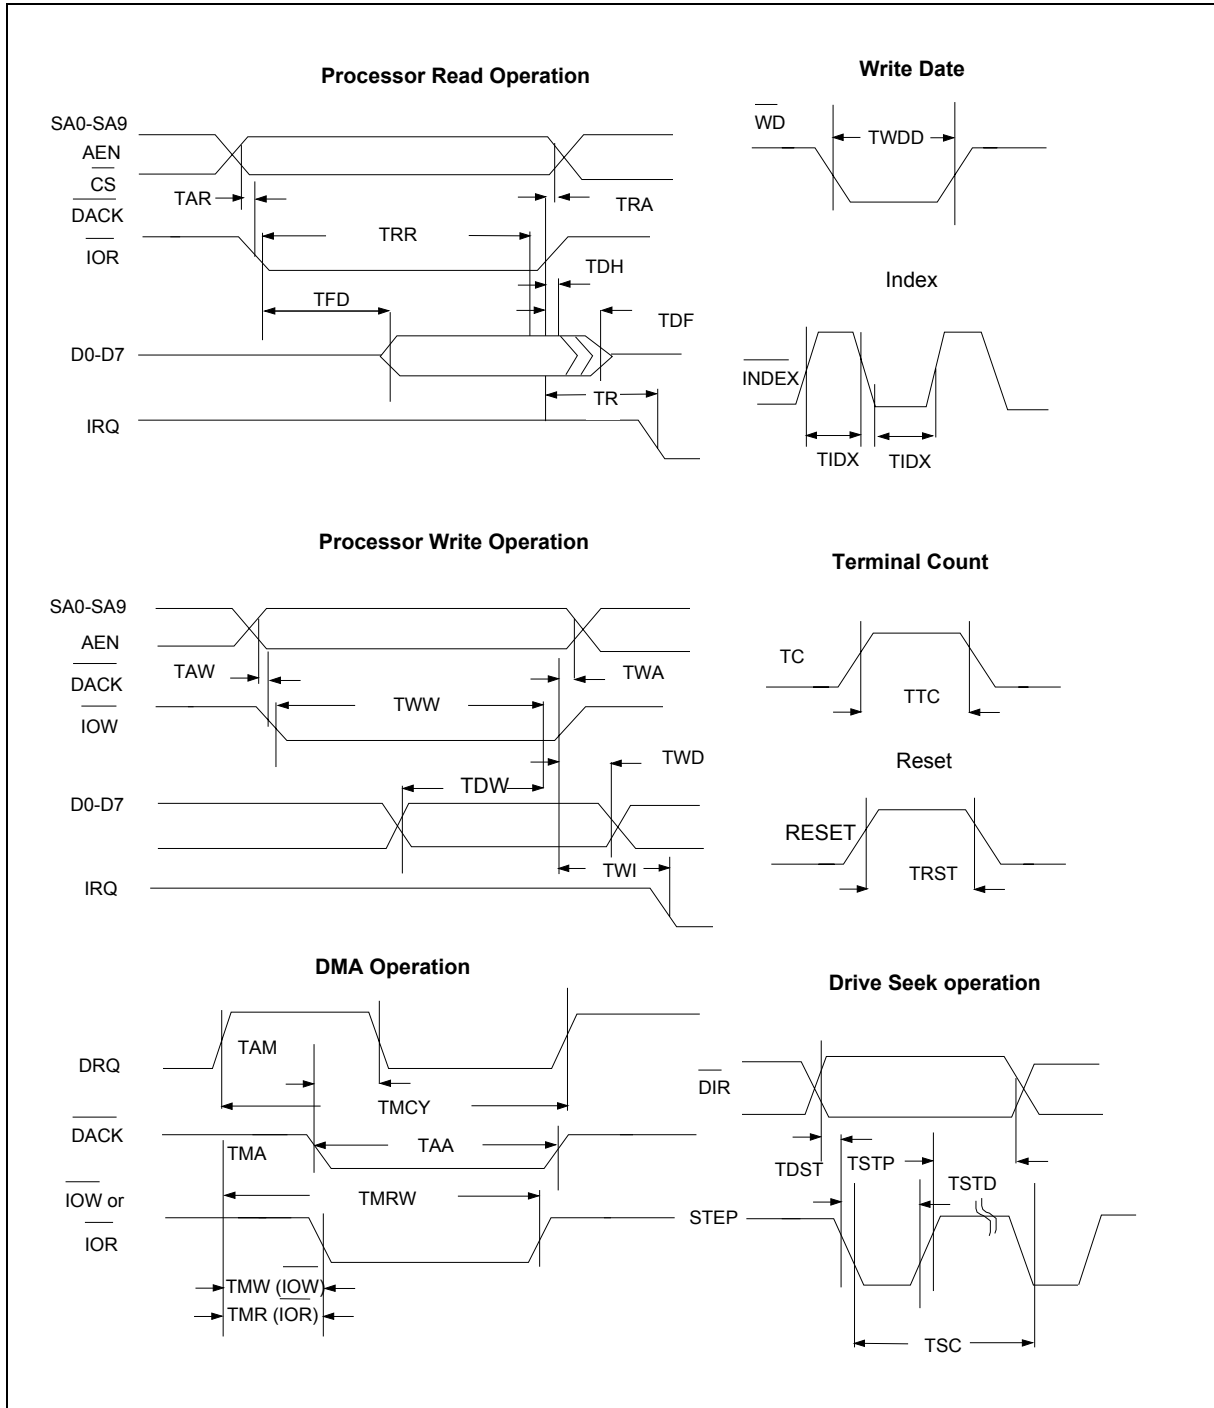 Processor Read Operation
SA0-SA9
AEN
CS
DACK
IOR
D0-D7
IRQ
TAR
TRA
TRR
TDH
TFD
TDF
TR
Write Date
WD
TWDD
Index
INDEX
TIDX
TIDX
Processor Write Operation
SA0-SA9
AEN
DACK
IOW
D0-D7
IRQ
TAW
TWA
TWW
TWD
TDW
TWI
Terminal Count
TC
TTC
Reset
RESET
TRST
DMA Operation
DRQ
DACK
IOW or
IOR
TAM
TMCY
TMA
TAA
TMRW
TMW (IOW)
TMR (IOR)
Drive Seek operation
DIR
STEP
TDST
TSTP
TSTD
TSC